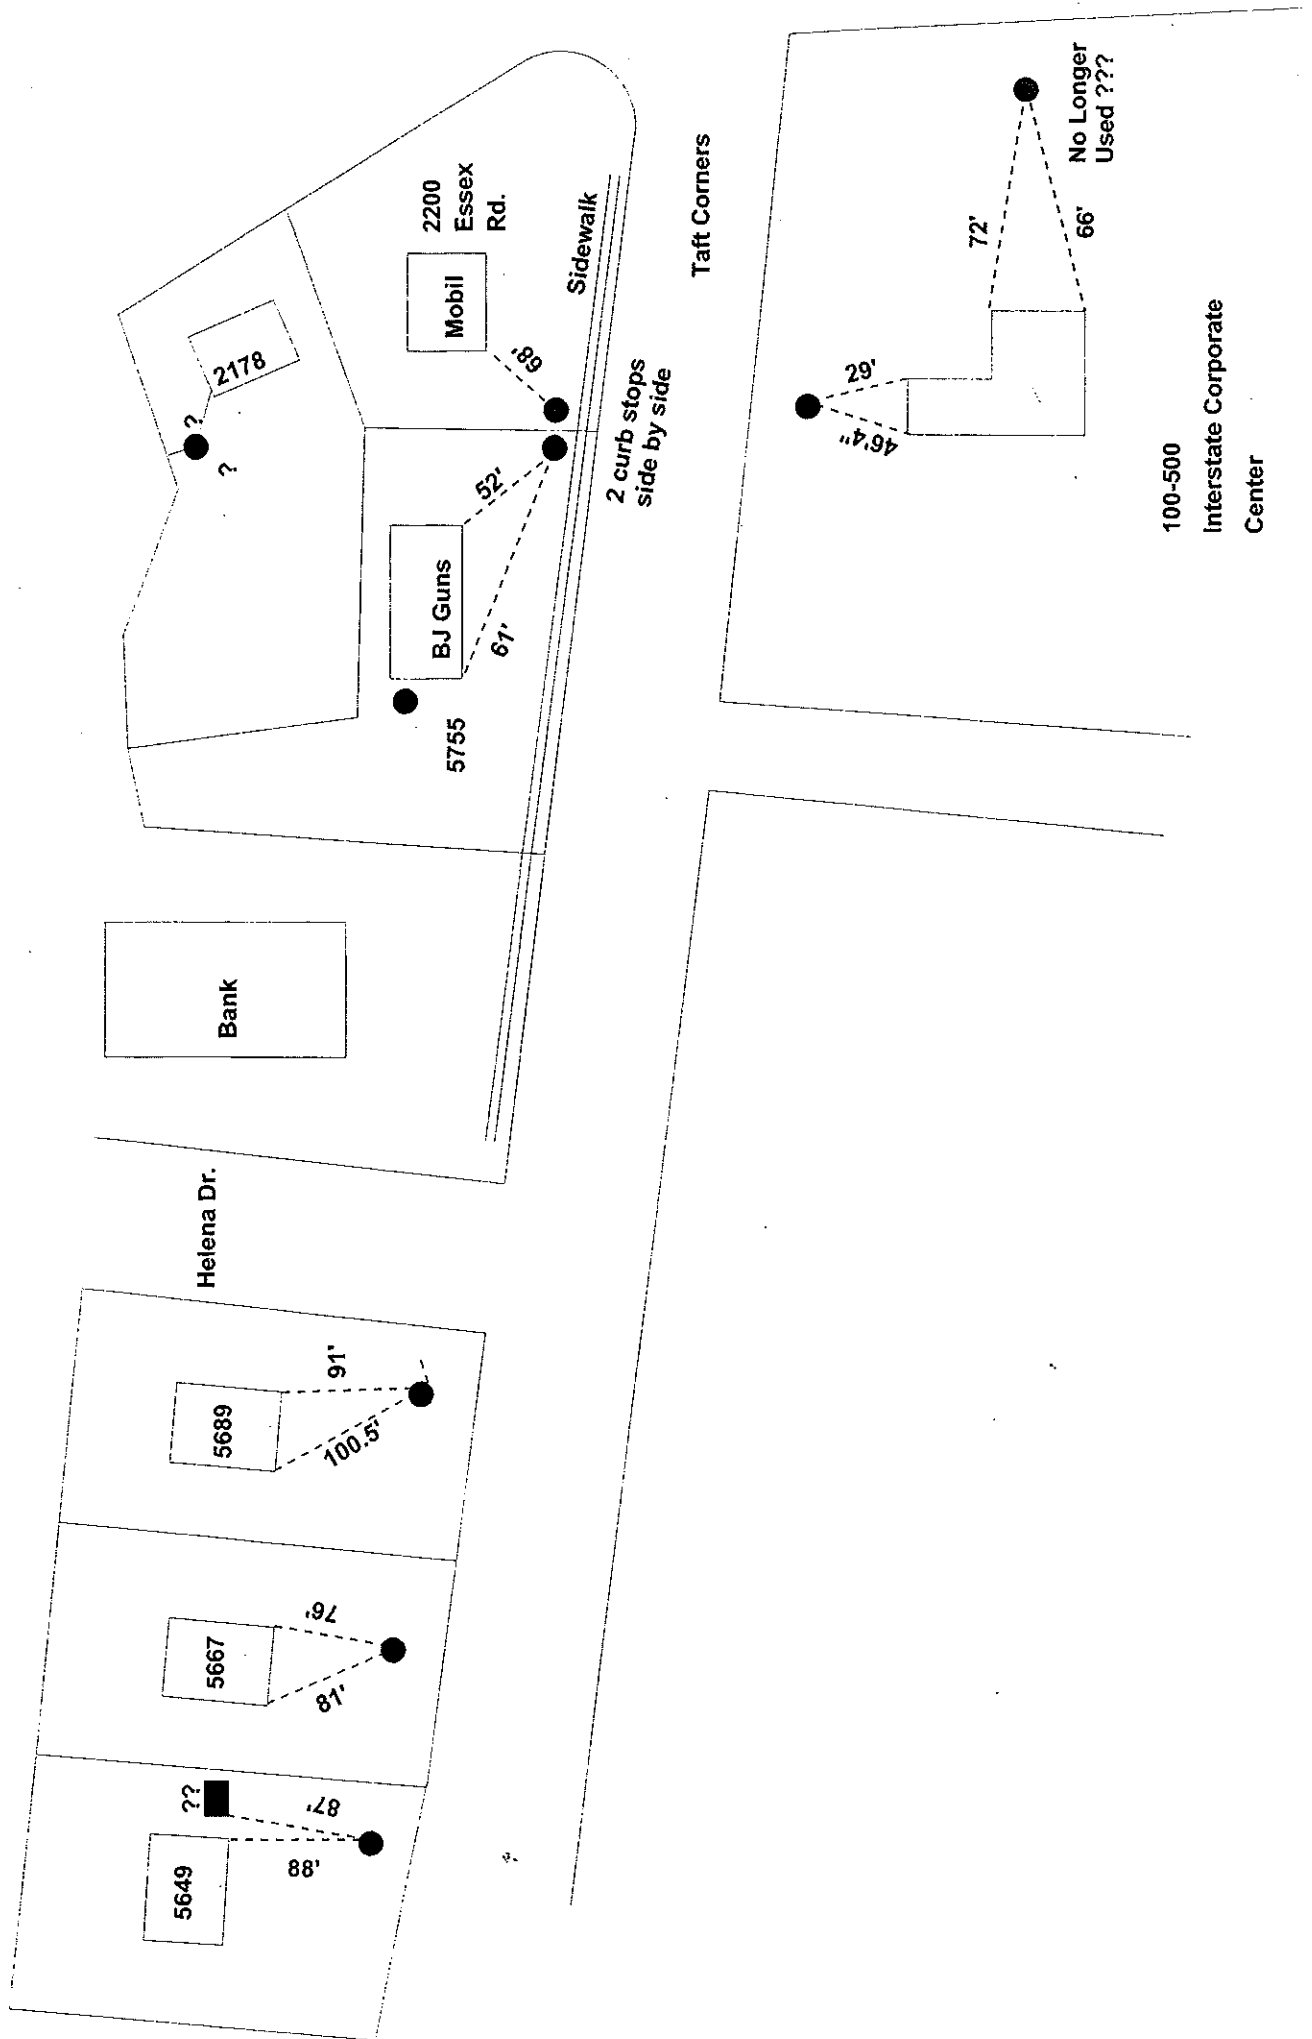 5649
??
88'
87'
5667
81'
76'
5689
100.5'
91'
Helena Dr.
Bank
5755
BJ Guns
61'
52'
2178
?
?
2200
Essex
Rd.
Mobil
68'
Sidewalk
2 curb stops
side by side
Taft Corners
46'4"
29'
72'
66'
No Longer
Used ???
100-500
Interstate Corporate
Center